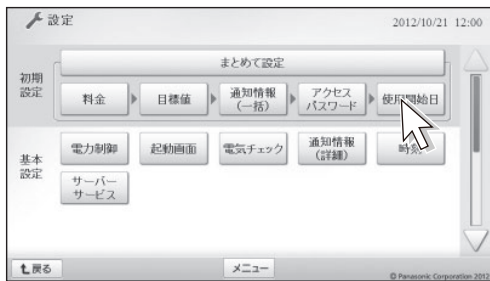 設定
2012/10/21 12:00
まとめて設定
初期
設定
料金
目標値
通知情報
(一括)
アクセス
パスワード
使用開始日
基本
設定
電力制御
起動画面
電気チェック
通知情報
(詳細)
時刻
サーバー
サービス
戻る
メニュー
© Panasonic Corporation 2012